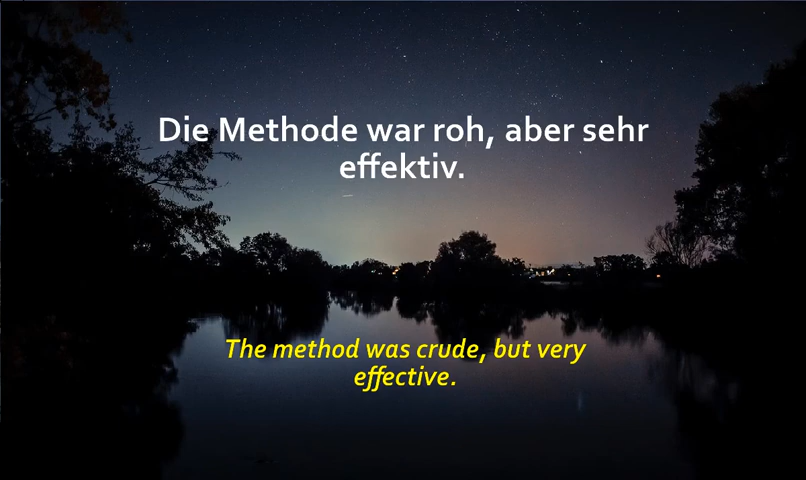 Die Methode war roh, aber sehr
effektiv.
The method was crude, but very
effective.